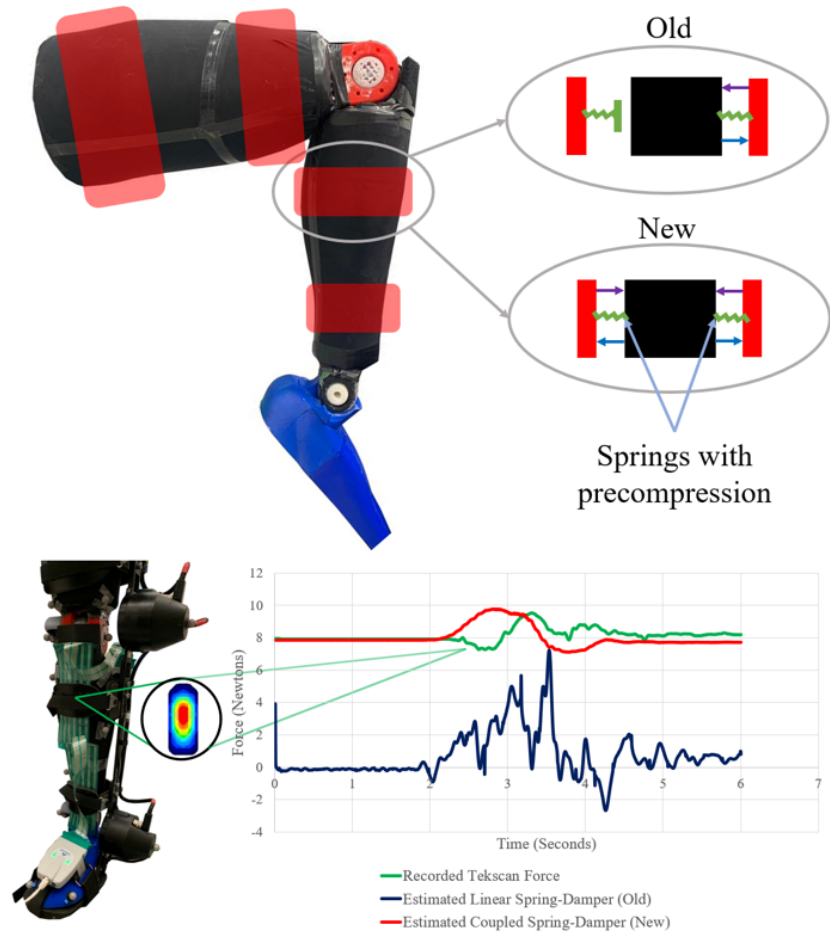 Old
New
Springs with
precompression
12
10
8
6
4
2
0
-2
-4
0
1
2
3
4
5
6
7
Force (Newtons)
Time (Seconds)
Recorded Tekscan Force
Estimated Linear Spring-Damper (Old)
Estimated Coupled Spring-Damper (New)